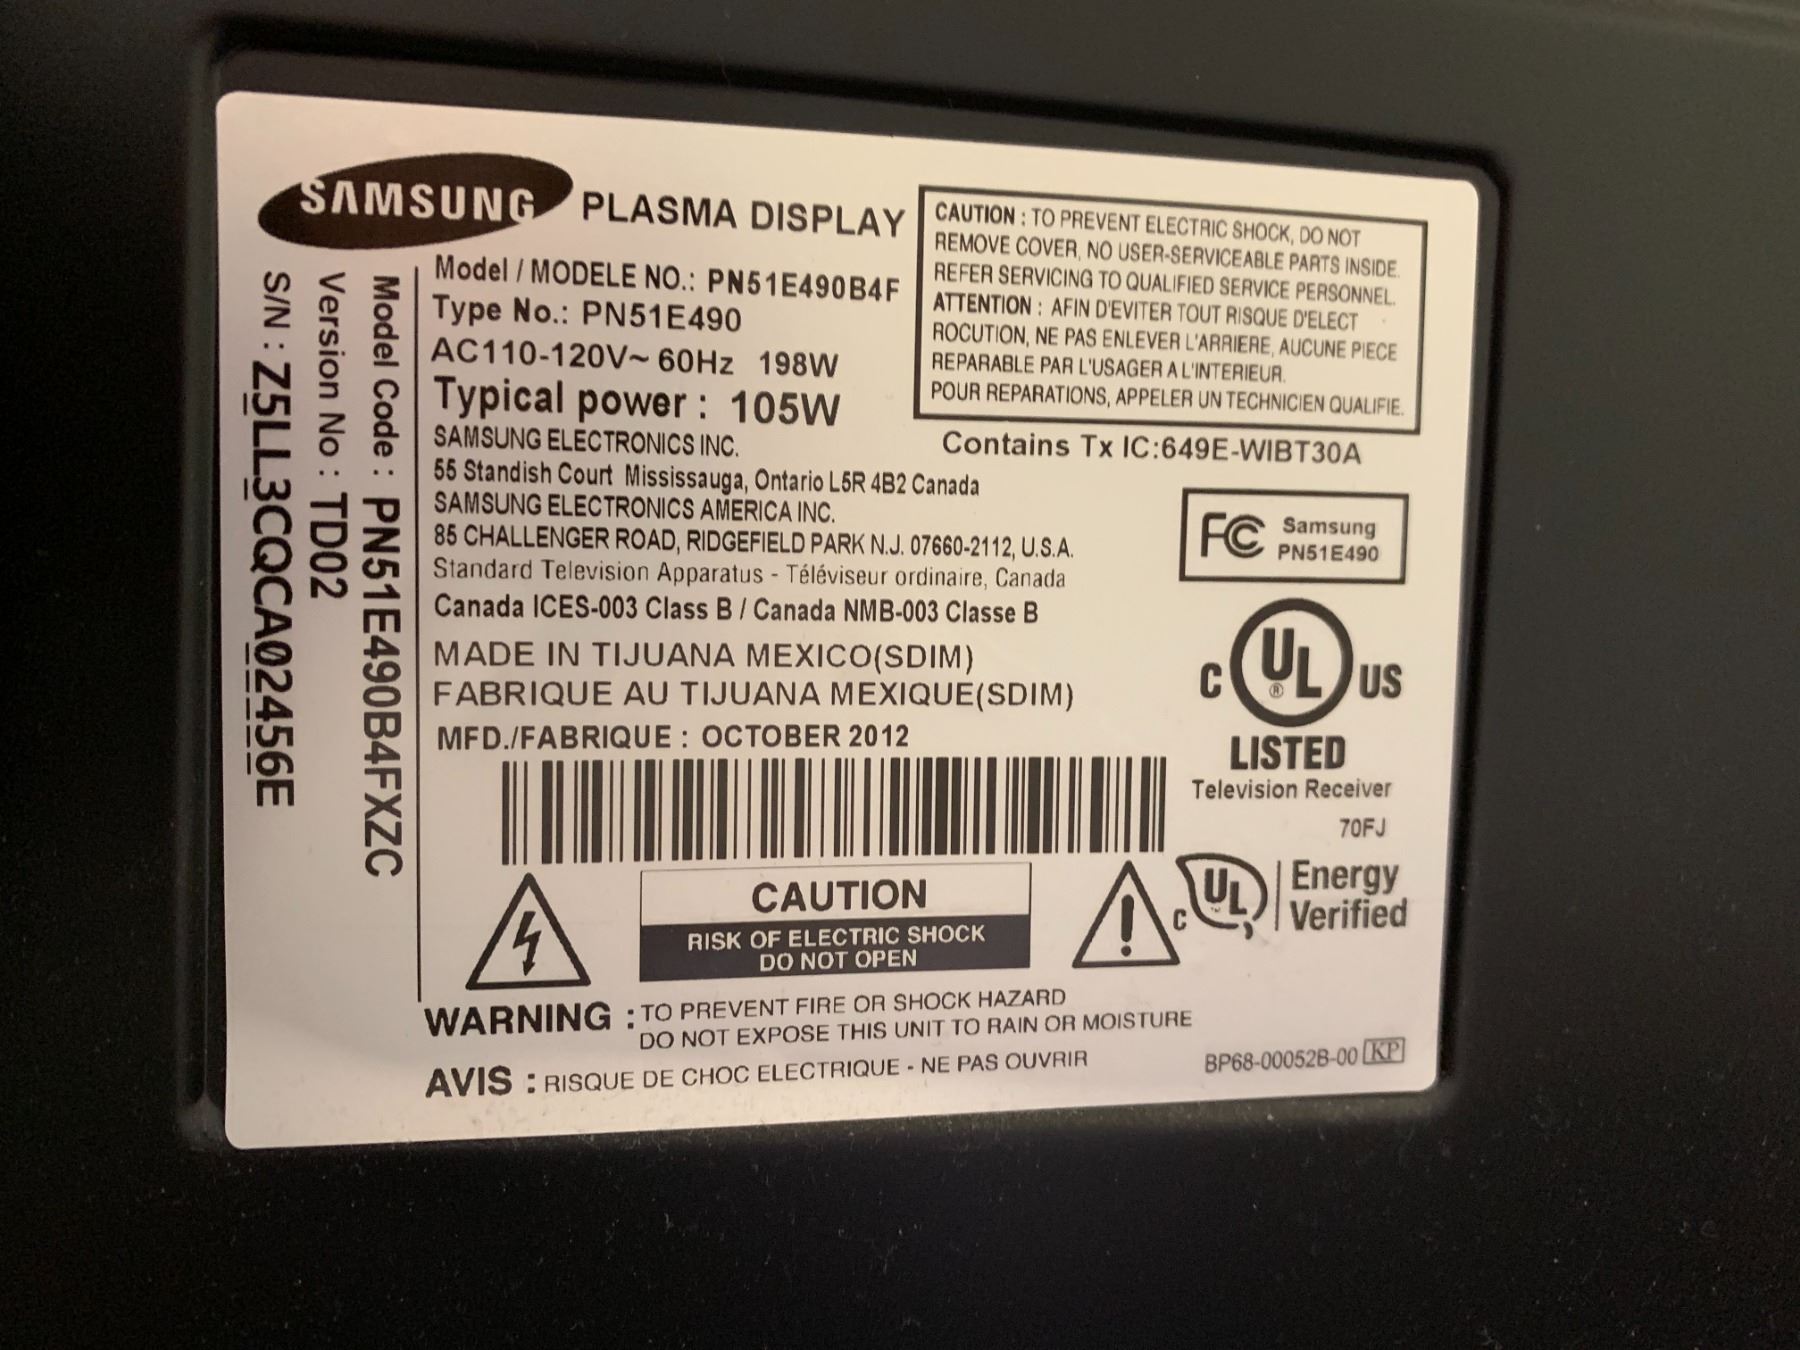 SAMSUNG PLASMA DISPLAY
Model / MODELE NO.: PN51E490B4F
Type No.: PN51E490
AC110-120V~ 60Hz 198W
Typical power : 105W
SAMSUNG ELECTRONICS INC.
55 Standish Court Mississauga, Ontario L5R 4B2 Canada
SAMSUNG ELECTRONICS AMERICA INC.
85 CHALLENGER ROAD, RIDGEFIELD PARK N.J. 07660-2112, U.S.A.
Standard Television Apparatus - Téléviseur ordinaire, Canada
Canada ICES-003 Class B / Canada NMB-003 Classe B
MADE IN TIJUANA MEXICO(SDIM)
FABRIQUE AU TIJUANA MEXIQUE(SDIM)
MFD./FABRIQUE : OCTOBER 2012
CAUTION : TO PREVENT ELECTRIC SHOCK, DO NOT
REMOVE COVER, NO USER-SERVICEABLE PARTS INSIDE.
REFER SERVICING TO QUALIFIED SERVICE PERSONNEL.
ATTENTION : AFIN D'EVITER TOUT RISQUE D'ELECT
ROCUTION, NE PAS ENLEVER L'ARRIERE, AUCUNE PIECE
REPARABLE PAR L'USAGER A L'INTERIEUR.
POUR REPARATIONS, APPELER UN TECHNICIEN QUALIFIE.
Contains Tx IC:649E-WIBT30A
FC Samsung
PN51E490
C UL ® US
LISTED
Television Receiver
70FJ
C UL Energy
Verified
CAUTION
RISK OF ELECTRIC SHOCK
DO NOT OPEN
WARNING : TO PREVENT FIRE OR SHOCK HAZARD
DO NOT EXPOSE THIS UNIT TO RAIN OR MOISTURE
AVIS : RISQUE DE CHOC ELECTRIQUE - NE PAS OUVRIR
BP68-00052B-00 KP
Model Code : PN51E490B4FXZC
Version No : TD02
S/N : Z5LL3CQCA02456E